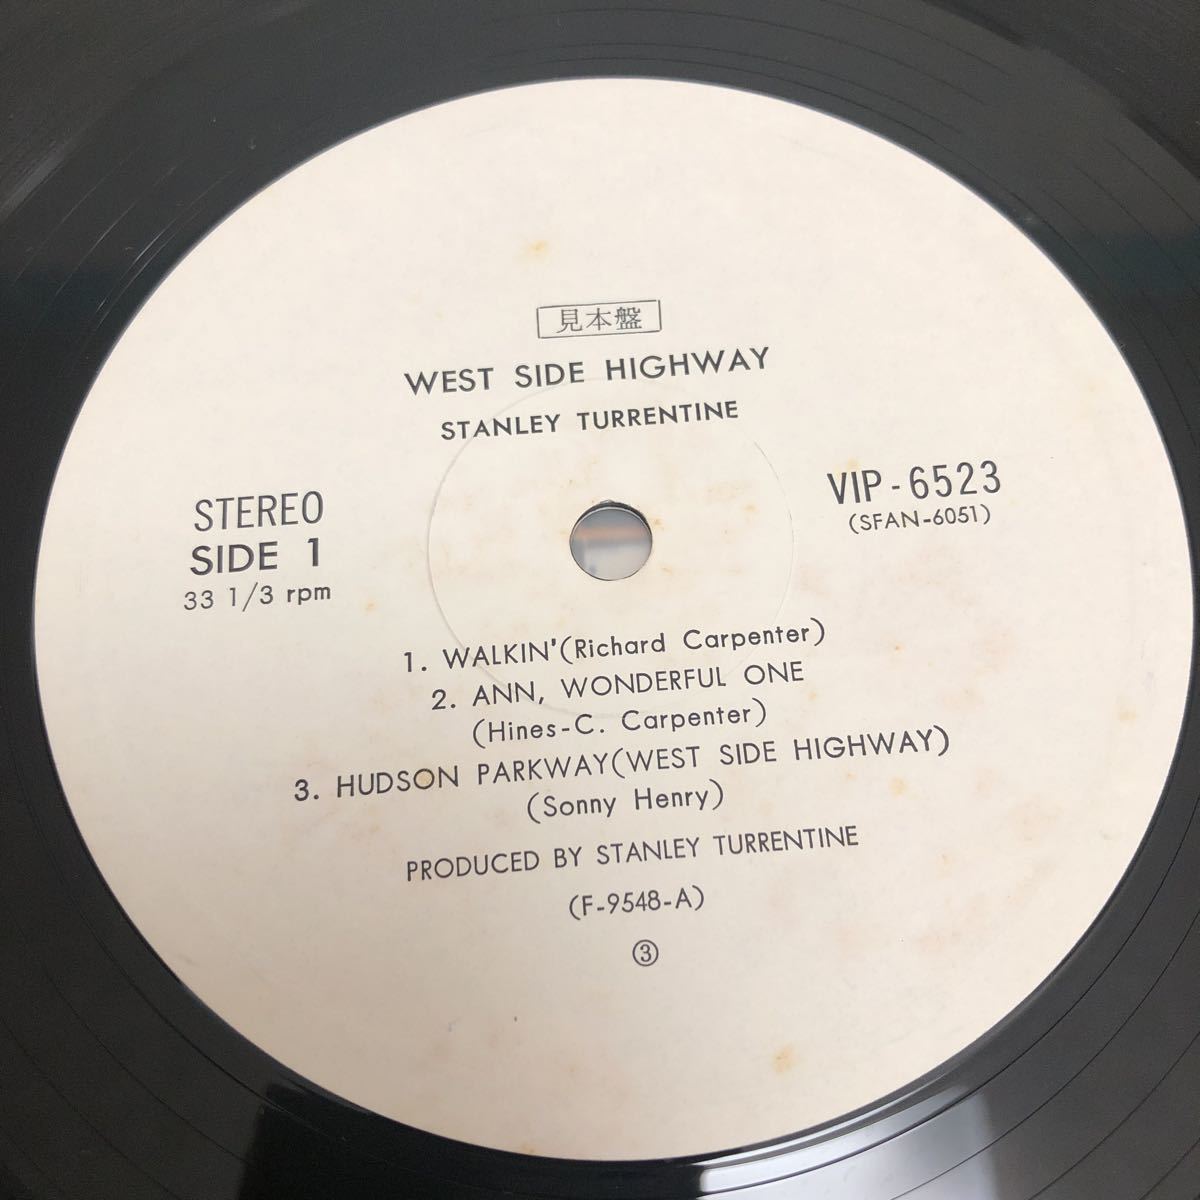 見本盤
WEST SIDE HIGHWAY
STANLEY TURRENTINE
STEREO
SIDE 1
33 1/3 rpm
VIP-6523
(SFAN-6051)
1. WALKIN'(Richard Carpenter)
2. ANN, WONDERFUL ONE
(Hines-C. Carpenter)
3. HUDSON PARKWAY(WEST SIDE HIGHWAY)
(Sonny Henry)
PRODUCED BY STANLEY TURRENTINE
(F-9548-A)
③